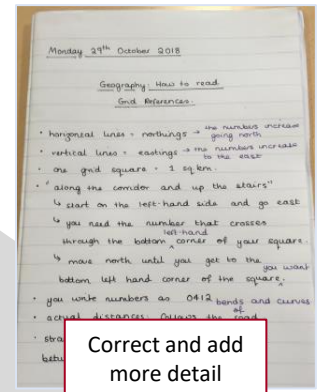 Monday 29th October 2018
Geography: How to read
Grid References.
• horizontal lines = northings → the numbers increase
going north
• vertical lines = eastings → the numbers increase
to the east
• one grid square = 1 sq km.
• "along the corridor and up the stairs"
↳ start on the left-hand side and go east
↳ you need the number that crosses
through the bottom left-hand corner of your square.
↳ move north until you get to the
bottom left hand corner of the square you want.
• you write numbers as 0412
• actual distances: follows the bends and curves
of road
• stra
betw
Correct and add
more detail